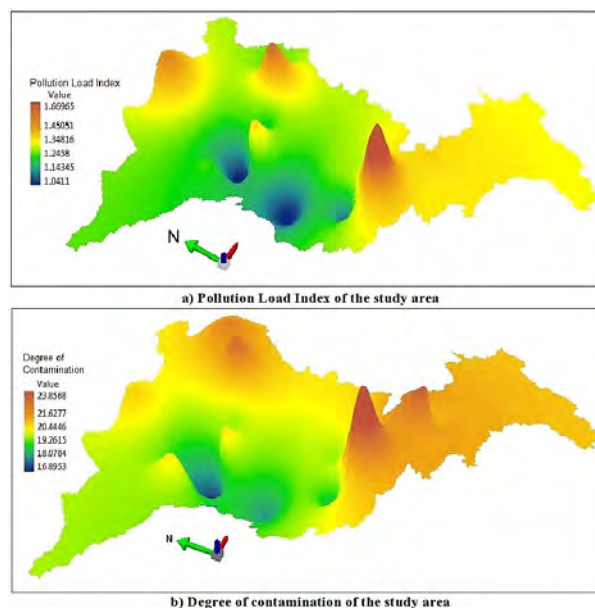 Pollution Load Index
Value
1.66965
1.45051
1.34816
1.2458
1.14345
1.0411
N
a) Pollution Load Index of the study area
Degree of
Contamination
Value
23.8568
21.6277
20.4446
19.2615
18.0784
16.8953
N
b) Degree of contamination of the study area